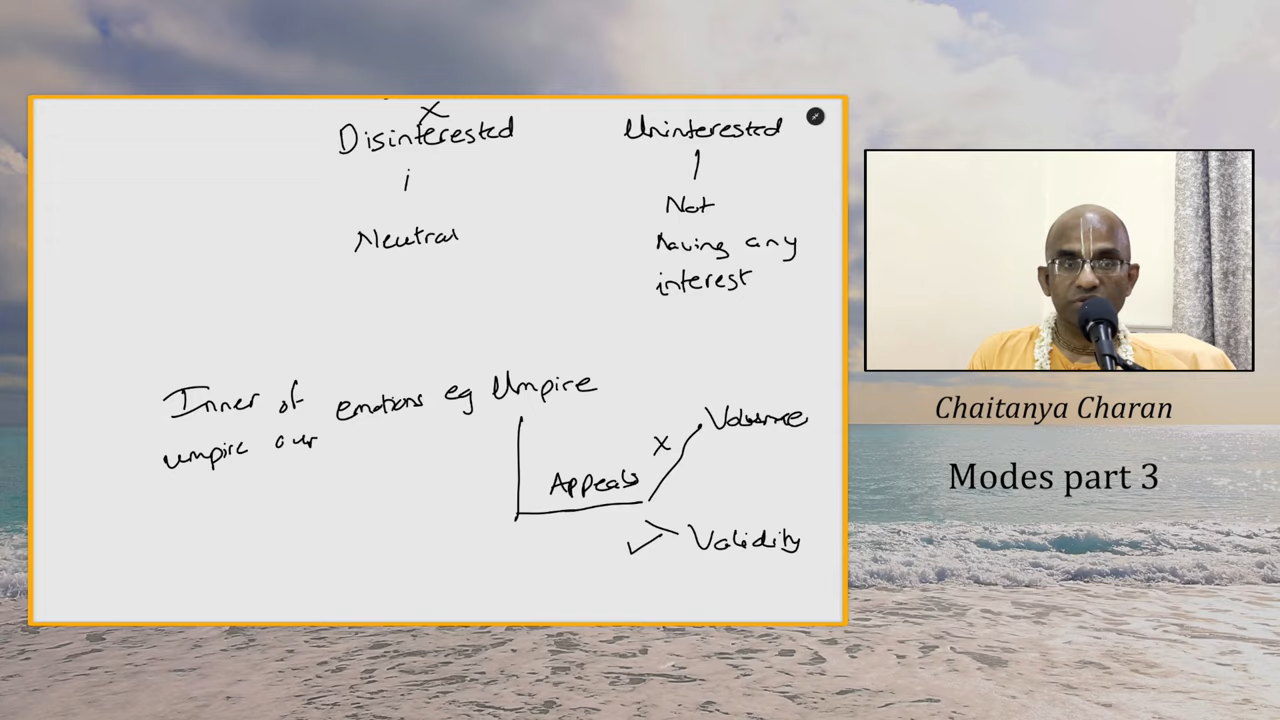 x
Disinterested
Uninterested
Neutral
Not
having any
interest
Inner of emotions eg Umpire
umpire our
Appeals
x
Volume
Validity
Chaitanya Charan
Modes part 3